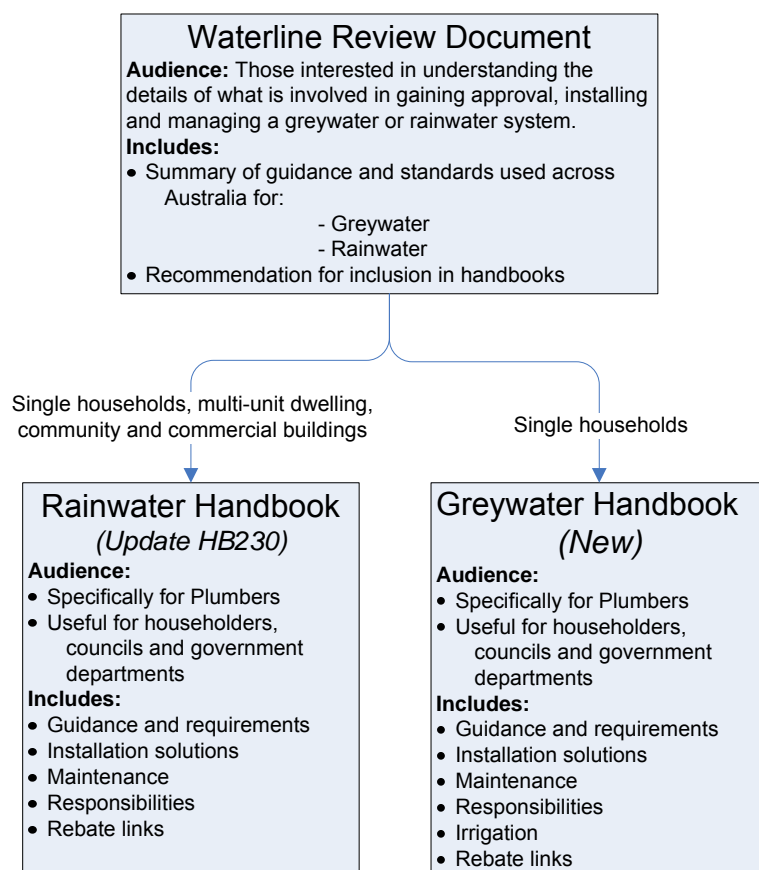 Waterline Review Document
Audience: Those interested in understanding the
details of what is involved in gaining approval, installing
and managing a greywater or rainwater system.
Includes:
• Summary of guidance and standards used across
Australia for:
- Greywater
- Rainwater
• Recommendation for inclusion in handbooks
Single households, multi-unit dwelling,
community and commercial buildings
Single households
Rainwater Handbook
(Update HB230)
Audience:
• Specifically for Plumbers
• Useful for householders,
councils and government
departments
Includes:
• Guidance and requirements
• Installation solutions
• Maintenance
• Responsibilities
• Rebate links
Greywater Handbook
(New)
Audience:
• Specifically for Plumbers
• Useful for householders,
councils and government
departments
Includes:
• Guidance and requirements
• Installation solutions
• Maintenance
• Responsibilities
• Irrigation
• Rebate links